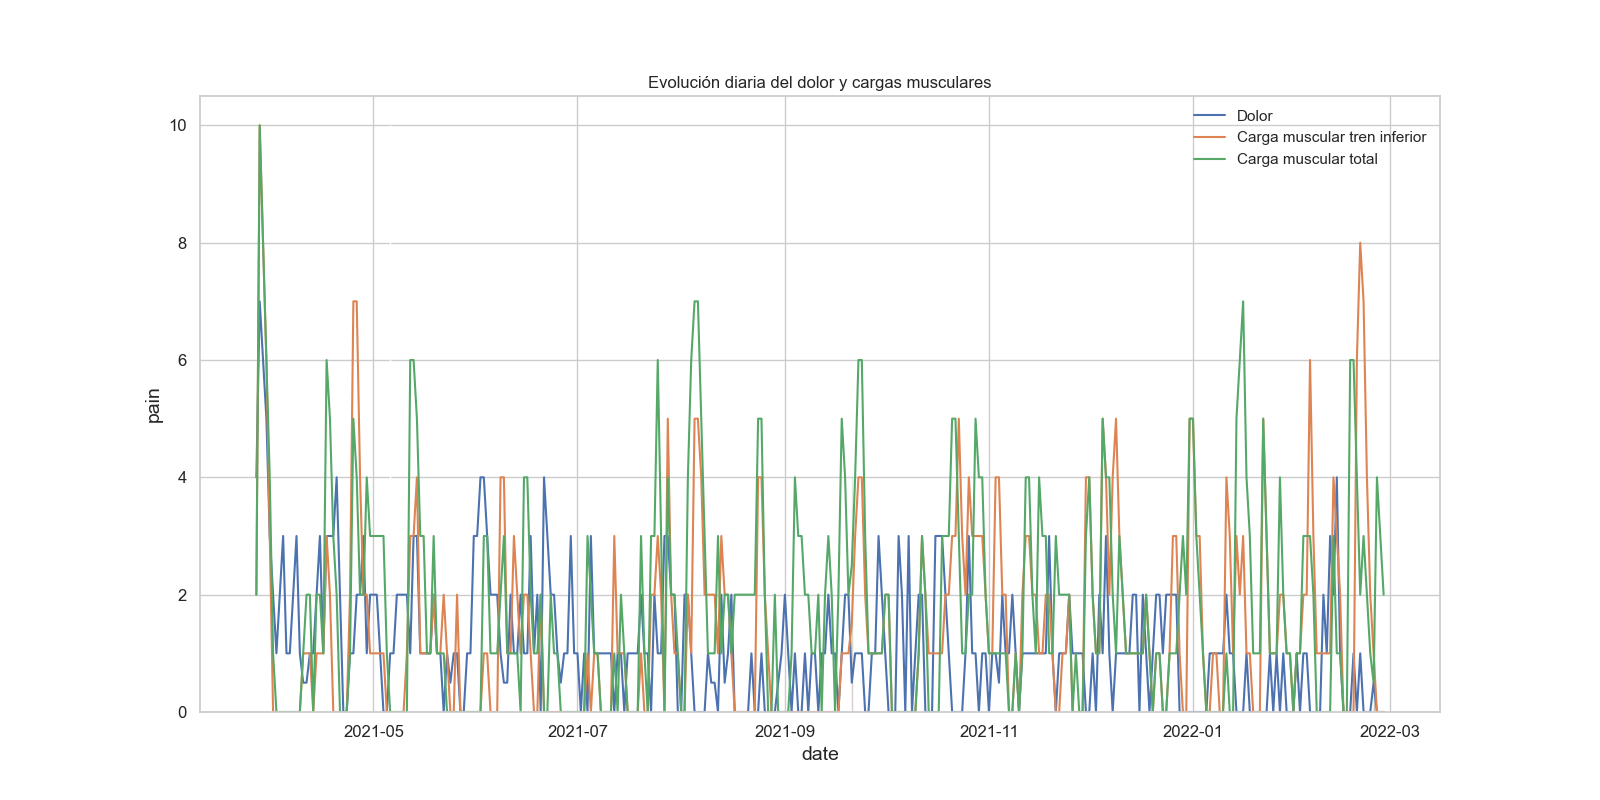 Evolución diaria del dolor y cargas musculares
Dolor
Carga muscular tren inferior
Carga muscular total
pain
10
8
6
4
2
0
2021-05
2021-07
2021-09
2021-11
2022-01
2022-03
date